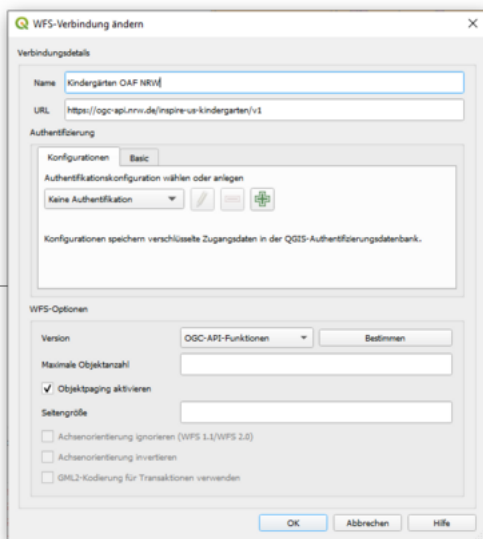 WFS-Verbindung ändern
Verbindungsdetails
Name Kindergärten OAF NRW
URL https://ogc-api.nrw.de/inspire-us-kindergarten/v1
Authentifizierung
Konfigurationen Basic
Authentifikationskonfiguration wählen oder anlegen
Keine Authentifikation
Konfigurationen speichern verschlüsselte Zugangsdaten in der QGIS-Authentifizierungsdatenbank.
WFS-Optionen
Version OGC-API-Funktionen Bestimmen
Maximale Objektanzahl
Objektpaging aktivieren
Seitengröße
Achsenorientierung ignorieren (WFS 1.1/WFS 2.0)
Achsenorientierung invertieren
GML2-Kodierung für Transaktionen verwenden
OK Abbrechen Hilfe